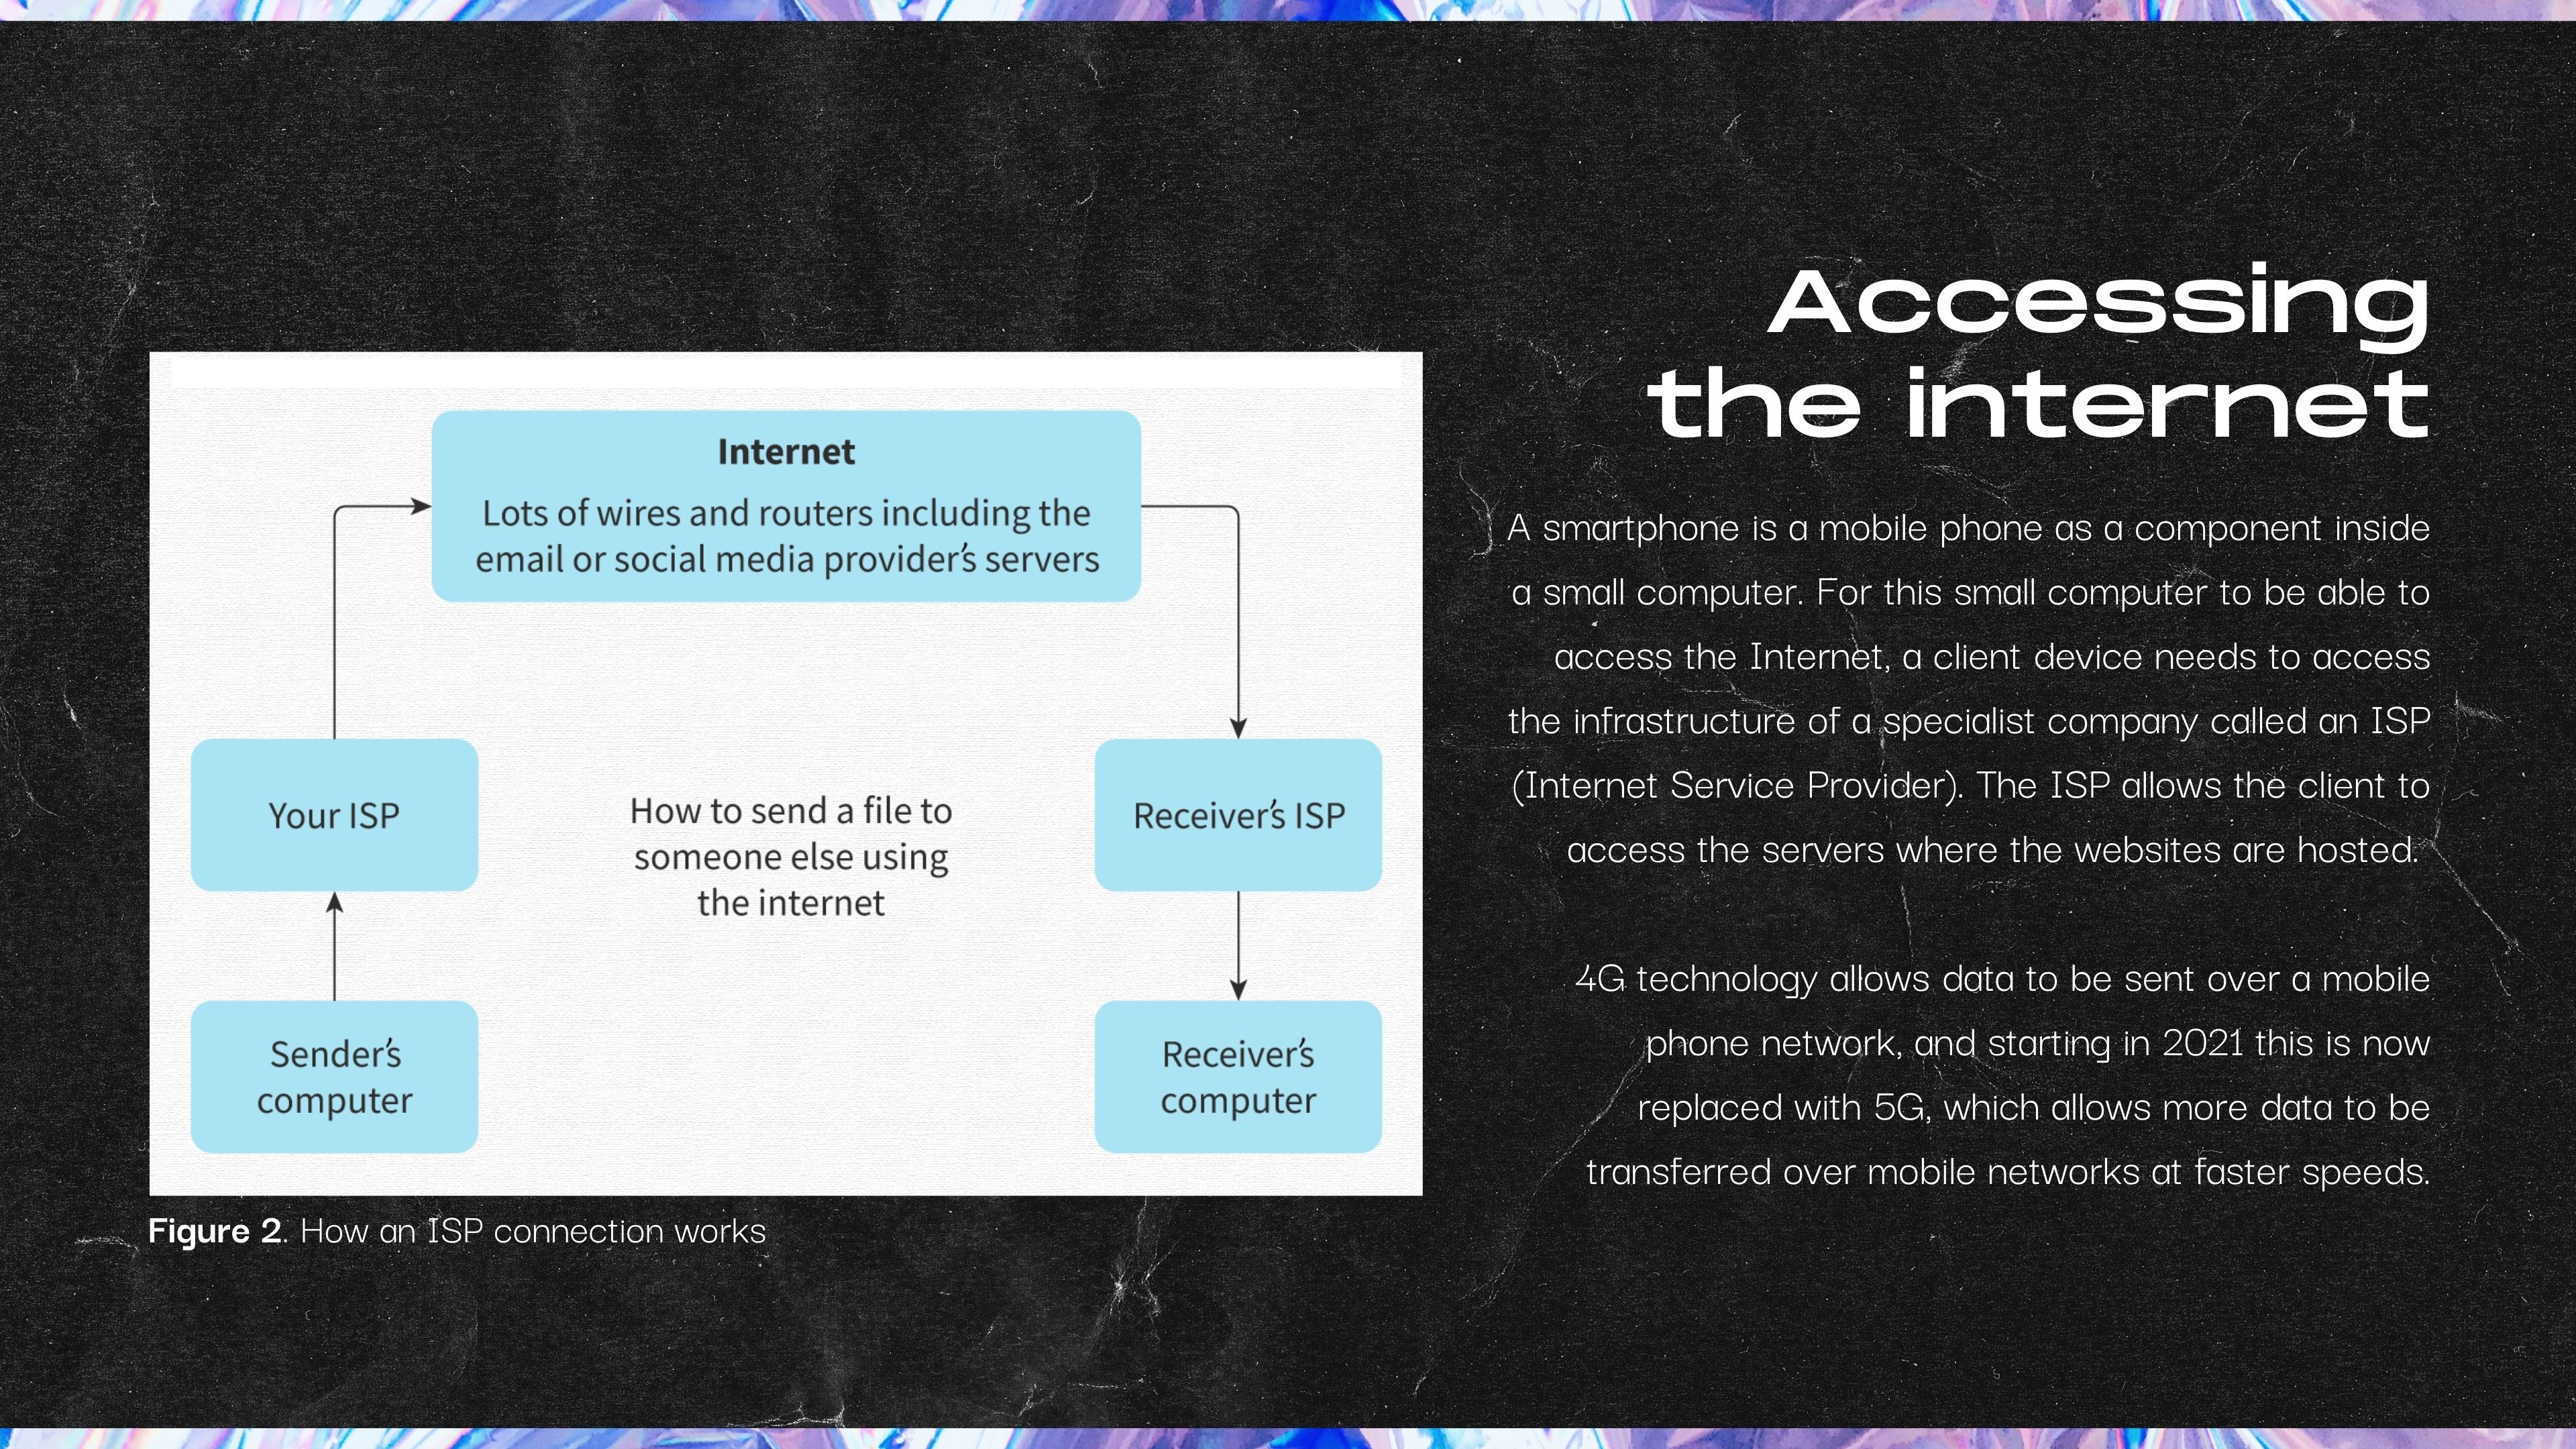 Accessing
the internet
Internet
Lots of wires and routers including the
email or social media provider's servers
Your ISP
How to send a file to
someone else using
the internet
Receiver's ISP
Sender's
computer
Receiver's
computer
Figure 2. How an ISP connection works
A smartphone is a mobile phone as a component inside
a small computer. For this small computer to be able to
access the Internet, a client device needs to access
the infrastructure of a specialist company called an ISP
(Internet Service Provider). The ISP allows the client to
access the servers where the websites are hosted.
4G technology allows data to be sent over a mobile
phone network, and starting in 2021 this is now
replaced with 5G, which allows more data to be
transferred over mobile networks at faster speeds.